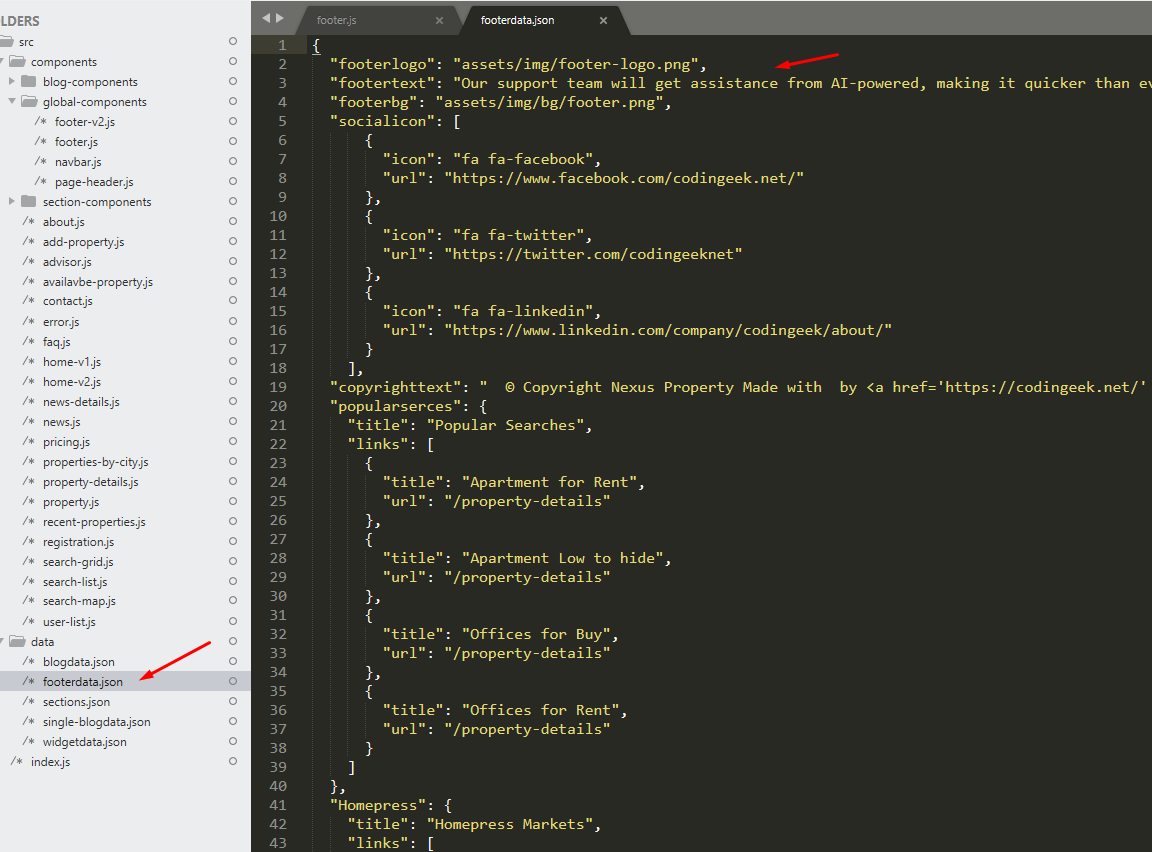 LDERS
src
components
blog-components
global-components
/* footer-v2.js
/* footer.js
/* navbar.js
/* page-header.js
section-components
/* about.js
/* add-property.js
/* advisor.js
/* availavbe-property.js
/* contact.js
/* error.js
/* faq.js
/* home-v1.js
/* home-v2.js
/* news-details.js
/* news.js
/* pricing.js
/* properties-by-city.js
/* property-details.js
/* property.js
/* recent-properties.js
/* registration.js
/* search-grid.js
/* search-list.js
/* search-map.js
/* user-list.js
data
/* blogdata.json
/* footerdata.json
/* sections.json
/* single-blogdata.json
/* widgetdata.json
/* index.js
footer.js × footerdata.json ×
1 {
2 "footerlogo": "assets/img/footer-logo.png",
3 "footertext": "Our support team will get assistance from AI-powered, making it quicker than ev
4 "footerbg": "assets/img/bg/footer.png",
5 "socialicon": [
6 {
7 "icon": "fa fa-facebook",
8 "url": "https://www.facebook.com/codingeek.net/"
9 },
10 {
11 "icon": "fa fa-twitter",
12 "url": "https://twitter.com/codingeeknet"
13 },
14 {
15 "icon": "fa fa-linkedin",
16 "url": "https://www.linkedin.com/company/codingeek/about/"
17 }
18 ],
19 "copyrighttext": "  © Copyright Nexus Property Made with  by <a href='https://codingeek.net/'
20 "popularserces": {
21 "title": "Popular Searches",
22 "links": [
23 {
24 "title": "Apartment for Rent",
25 "url": "/property-details"
26 },
27 {
28 "title": "Apartment Low to hide",
29 "url": "/property-details"
30 },
31 {
32 "title": "Offices for Buy",
33 "url": "/property-details"
34 },
35 {
36 "title": "Offices for Rent",
37 "url": "/property-details"
38 }
39 ]
40 },
41 "Homepress": {
42 "title": "Homepress Markets",
43 "links": [